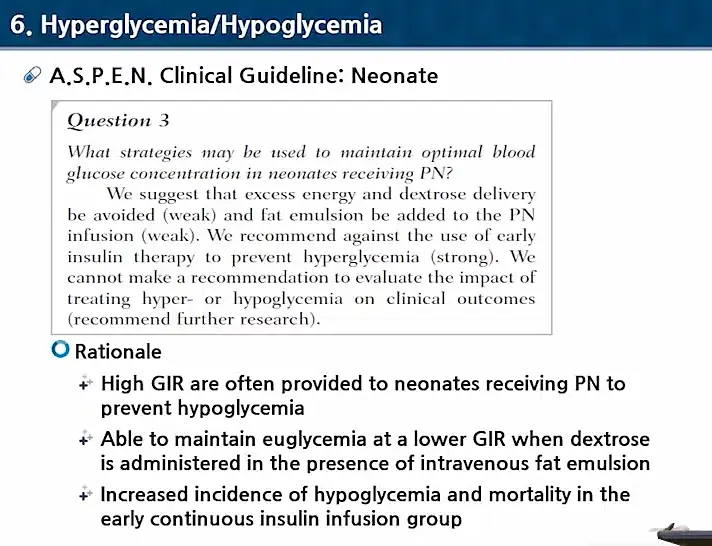 6. Hyperglycemia/Hypoglycemia
A.S.P.E.N. Clinical Guideline: Neonate
Question 3
What strategies may be used to maintain optimal blood
glucose concentration in neonates receiving PN?
We suggest that excess energy and dextrose delivery
be avoided (weak) and fat emulsion be added to the PN
infusion (weak). We recommend against the use of early
insulin therapy to prevent hyperglycemia (strong). We
cannot make a recommendation to evaluate the impact of
treating hyper- or hypoglycemia on clinical outcomes
(recommend further research).
Rationale
High GIR are often provided to neonates receiving PN to
prevent hypoglycemia
Able to maintain euglycemia at a lower GIR when dextrose
is administered in the presence of intravenous fat emulsion
Increased incidence of hypoglycemia and mortality in the
early continuous insulin infusion group